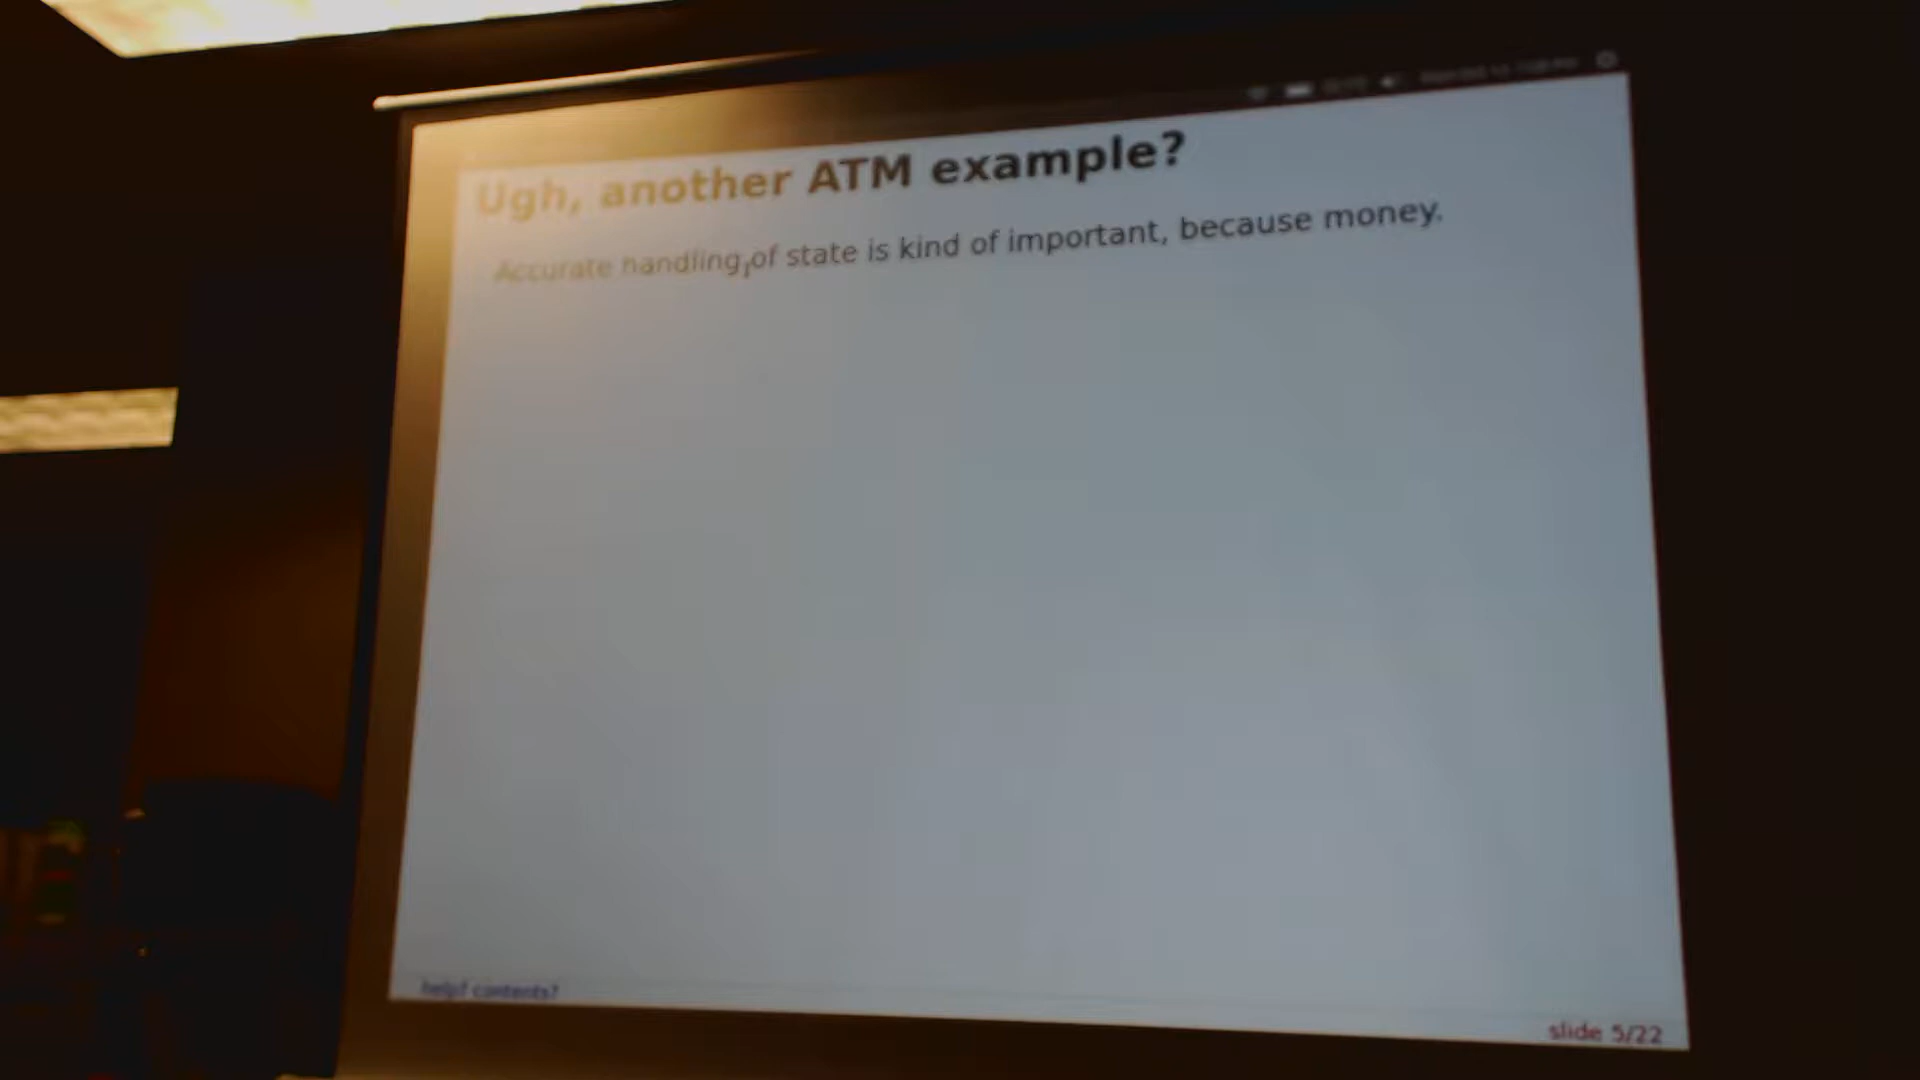 Ugh, another ATM example?
Accurate handling of state is kind of important, because money.
help? contents?
slide 5/22